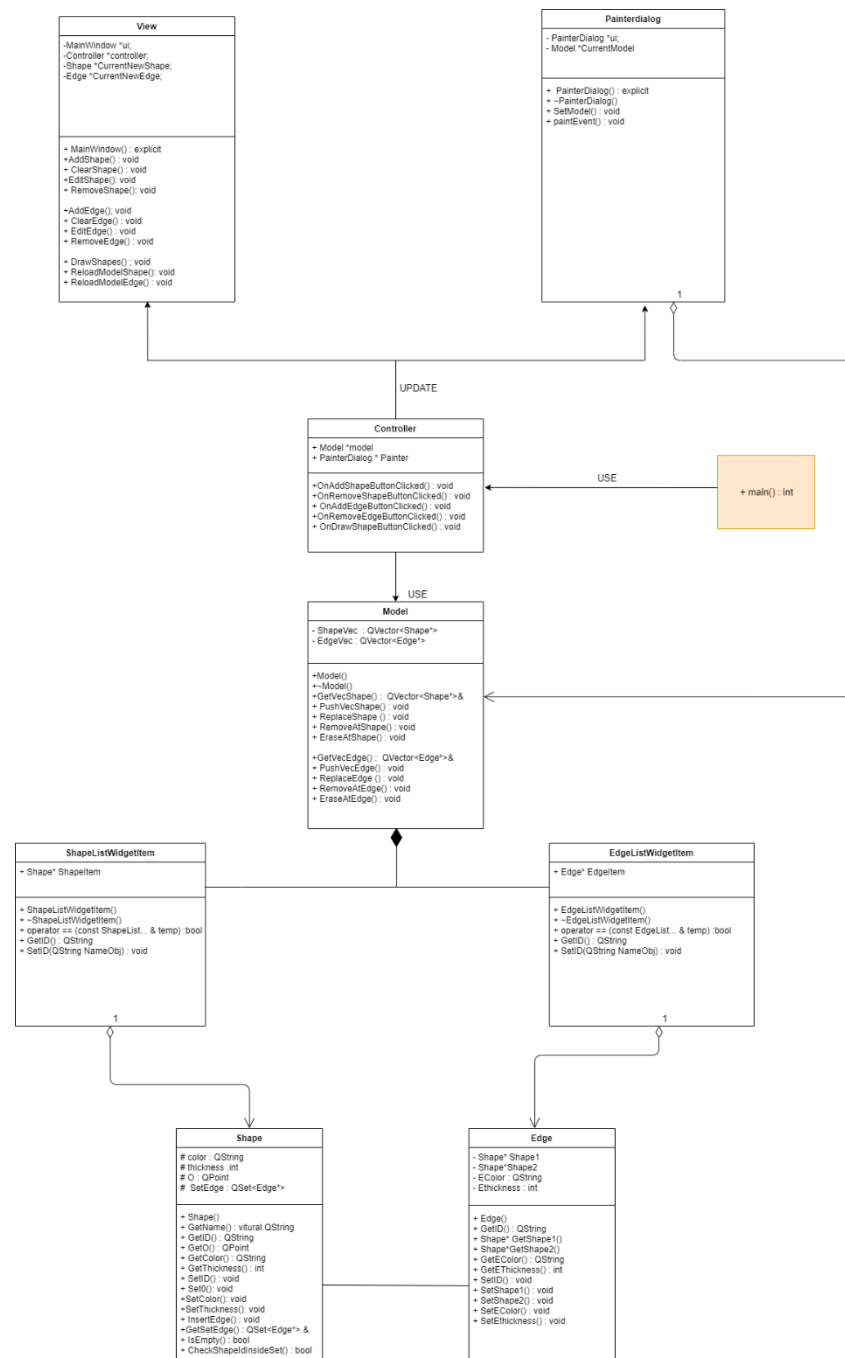 View
-MainWindow *ui;
-Controller *controller;
-Shape *CurrentNewShape;
-Edge *CurrentNewEdge;
+ MainWindow() : explicit
+AddShape() : void
+ ClearShape() : void
+EditShape(): void
+ RemoveShape(): void
+AddEdge(); void
+ ClearEdge() : void
+ EditEdge() : void
+ RemoveEdge() : void
+ DrawShapes() ; void
+ ReloadModelShape(): void
+ ReloadModelEdge() : void
Painterdialog
- PainterDialog *ui;
- Model *CurrentModel
+ PainterDialog() : explicit
+ ~PainterDialog()
+ SetModel() : void
+ paintEvent() : void
1
UPDATE
Controller
+ Model *model
+ PainterDialog * Painter
+OnAddShapeButtonClicked() : void
+OnRemoveShapeButtonClicked() : void
+ OnAddEdgeButtonClicked() : void
+OnRemoveEdgeButtonClicked() : void
+ OnDrawShapeButtonClicked() : void
USE
+ main() : int
USE
Model
- ShapeVec : QVector<Shape*>
- EdgeVec : QVector<Edge*>
+Model()
+~Model()
+GetVecShape() : QVector<Shape*>&
+ PushVecShape() : void
+ ReplaceShape () : void
+ RemoveAtShape() : void
+ EraseAtShape() : void
+GetVecEdge() : QVector<Edge*>&
+ PushVecEdge() : void
+ ReplaceEdge () : void
+ RemoveAtEdge() : void
+ EraseAtEdge() : void
ShapeListWidgetItem
+ Shape* ShapeItem
+ ShapeListWidgetItem()
+ ~ShapeListWidgetItem()
+ operator == (const ShapeList... & temp) :bool
+ GetID() : QString
+ SetID(QString NameObj) : void
1
EdgeListWidgetItem
+ Edge* EdgeItem
+ EdgeListWidgetItem()
+ ~EdgeListWidgetItem()
+ operator == (const EdgeList... & temp) :bool
+ GetID() : QString
+ SetID(QString NameObj) : void
1
Shape
# color : QString
# thickness :int
# O : QPoint
# SetEdge : QSet<Edge*>
+ Shape()
+ GetName() : vitural QString
+ GetID() : QString
+ GetO() : QPoint
+ GetColor() : QString
+ GetThickness() : int
+ SetID() : void
+ Set0(): void
+SetColor(): void
+SetThickness(): void
+ InsertEdge() : void
+GetSetEdge() : QSet<Edge*> &
+ IsEmpty() : bool
+ CheckShapeIdInsideSet() : bool
Edge
- Shape* Shape1
- Shape*Shape2
- EColor : QString
- Ethickness : int
+ Edge()
+ GetID() : QString
+ Shape* GetShape1()
+ Shape*GetShape2()
+ GetEColor() : QString
+ GetEThickness() : int
+ SetID() : void
+ SetShape1() : void
+ SetShape2() : void
+ SetEColor() : void
+ SetEthickness() : void